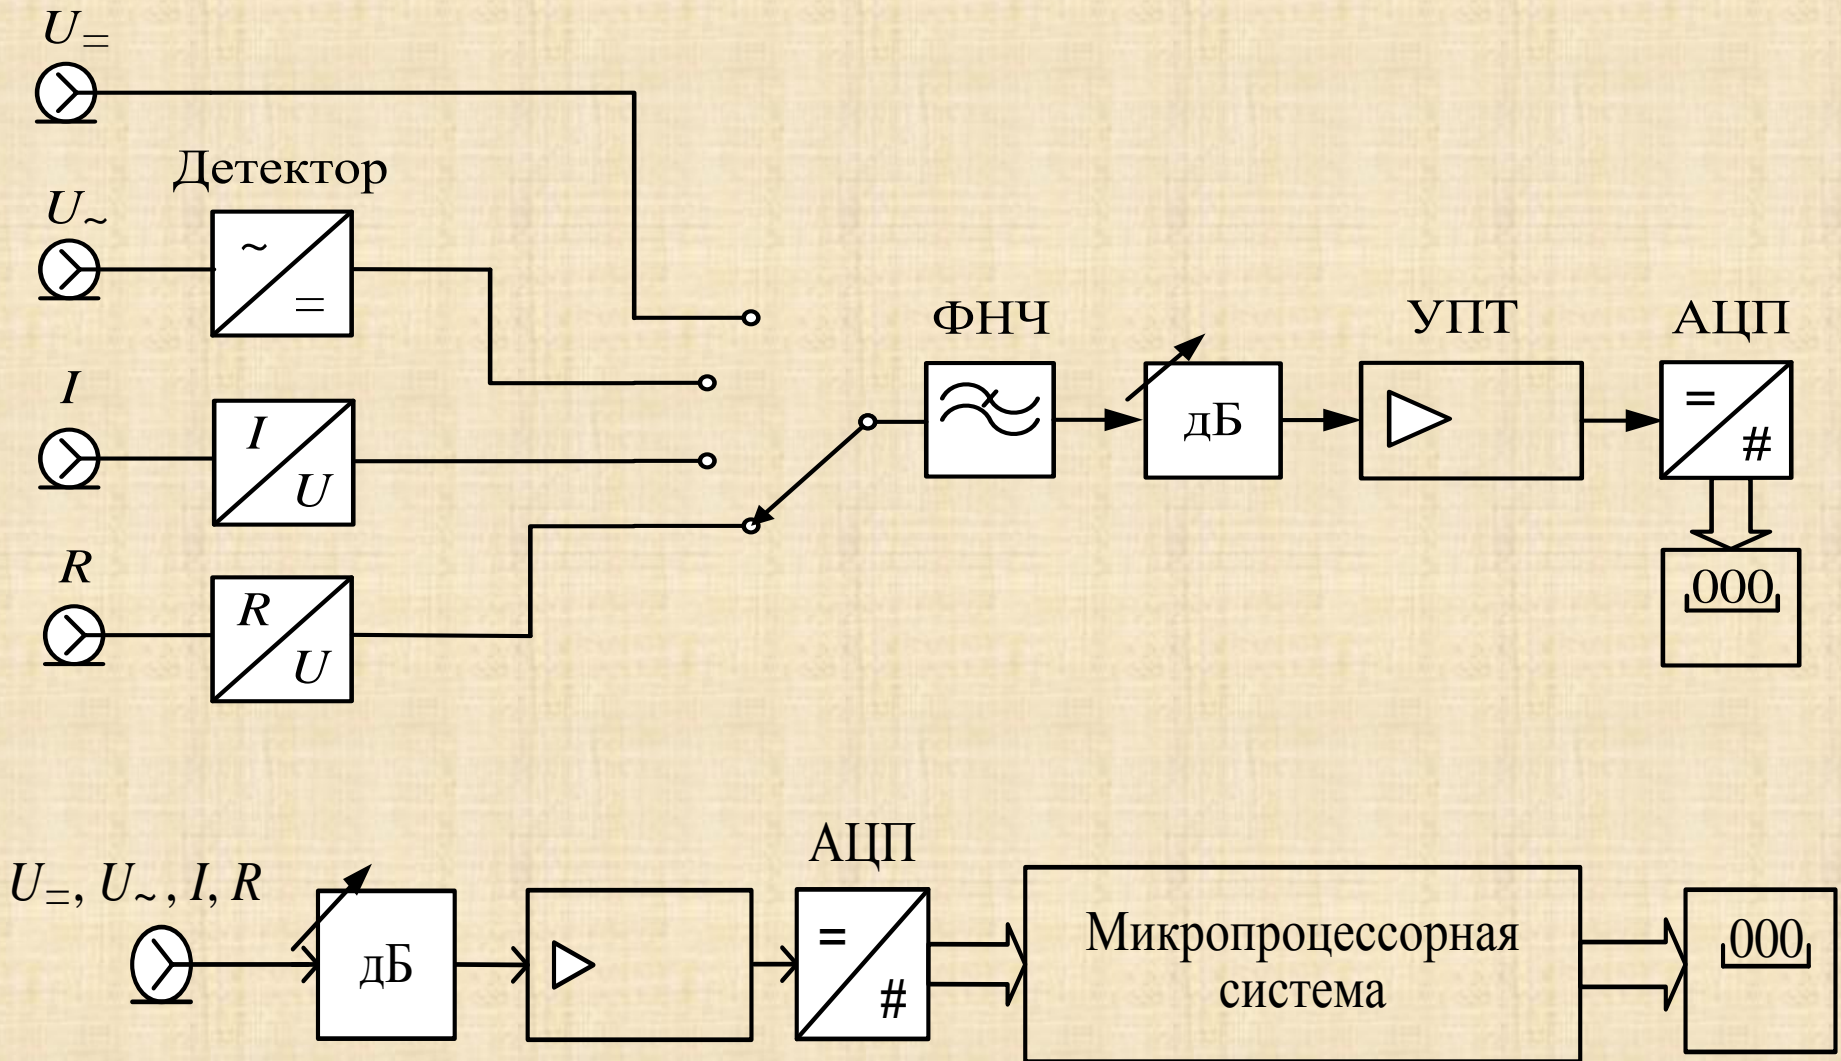 U=
Детектор
U~
~
=
I
I
U
R
R
U
ФНЧ
дБ
УПТ
АЦП
=
#
000
U=, U~, I, R
дБ
АЦП
=
#
Микропроцессорная
система
000